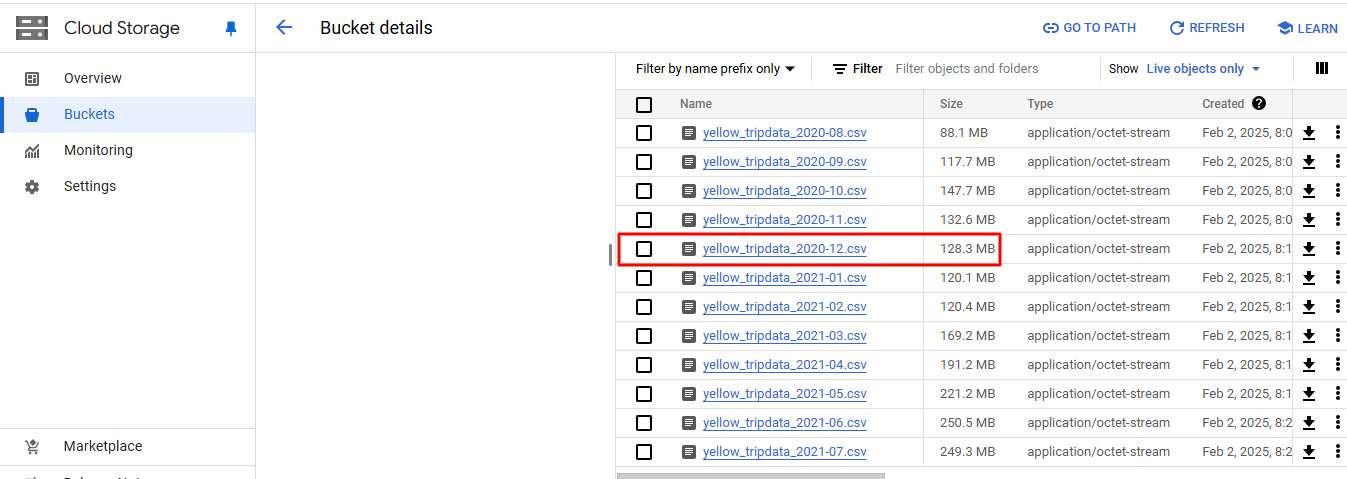 Cloud Storage
Bucket details
GO TO PATH
REFRESH
LEARN
Overview
Buckets
Monitoring
Settings
Marketplace
Filter by name prefix only
Filter
Filter objects and folders
Show Live objects only
Name Size Type Created
yellow_tripdata_2020-08.csv 88.1 MB application/octet-stream Feb 2, 2025, 8:0
yellow_tripdata_2020-09.csv 117.7 MB application/octet-stream Feb 2, 2025, 8:0
yellow_tripdata_2020-10.csv 147.7 MB application/octet-stream Feb 2, 2025, 8:0
yellow_tripdata_2020-11.csv 132.6 MB application/octet-stream Feb 2, 2025, 8:0
yellow_tripdata_2020-12.csv 128.3 MB application/octet-stream Feb 2, 2025, 8:1
yellow_tripdata_2021-01.csv 120.1 MB application/octet-stream Feb 2, 2025, 8:1
yellow_tripdata_2021-02.csv 120.4 MB application/octet-stream Feb 2, 2025, 8:1
yellow_tripdata_2021-03.csv 169.2 MB application/octet-stream Feb 2, 2025, 8:1
yellow_tripdata_2021-04.csv 191.2 MB application/octet-stream Feb 2, 2025, 8:1
yellow_tripdata_2021-05.csv 221.2 MB application/octet-stream Feb 2, 2025, 8:1
yellow_tripdata_2021-06.csv 250.5 MB application/octet-stream Feb 2, 2025, 8:2
yellow_tripdata_2021-07.csv 249.3 MB application/octet-stream Feb 2, 2025, 8:2